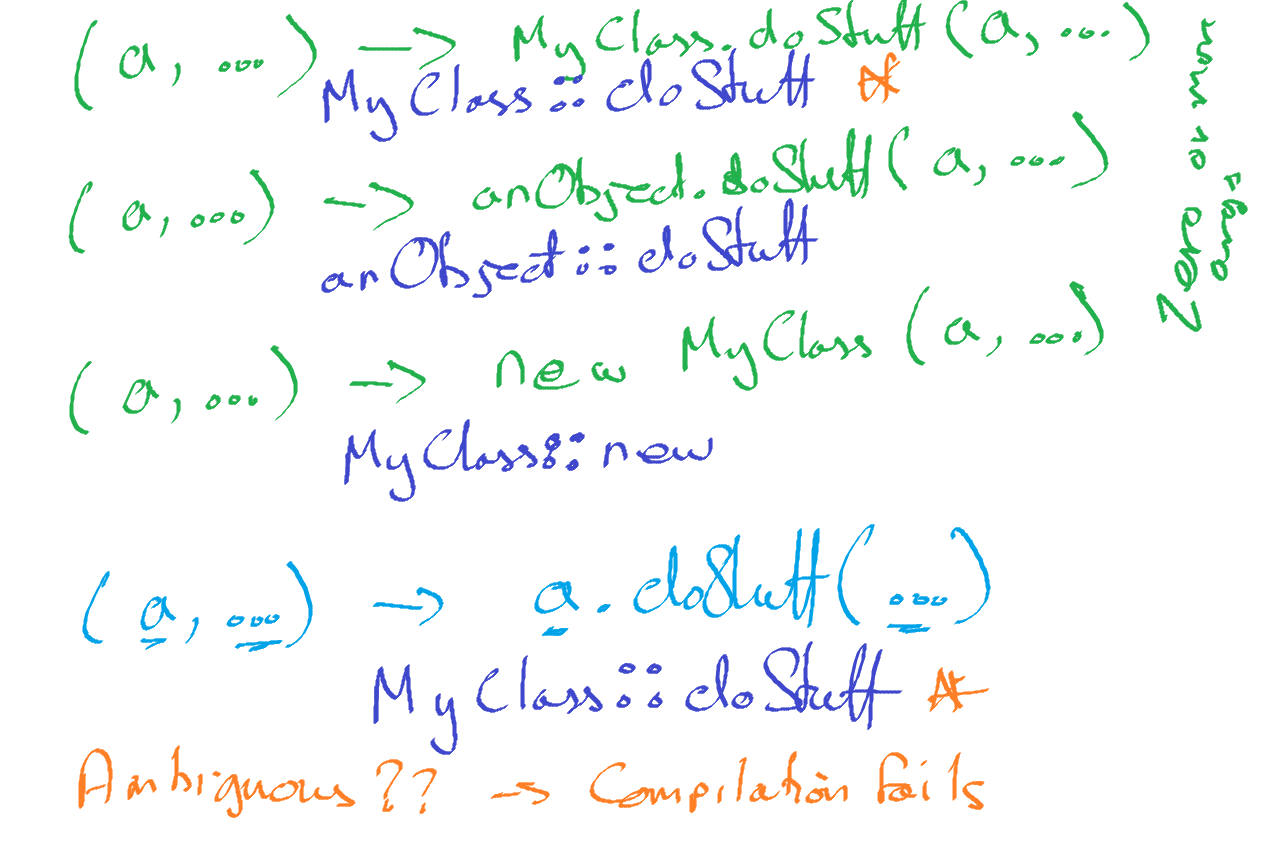 (a, ...) -> MyClass.doStuff(a, ...)
MyClass::doStuff *
(a, ...) -> anObject.doStuff(a, ...)
anObject::doStuff
(a, ...) -> new MyClass(a, ...)
MyClass::new
(a, ...) -> a.doStuff(...)
MyClass::doStuff *
Ambiguous?? -> Compilation fails
Zero or more
args